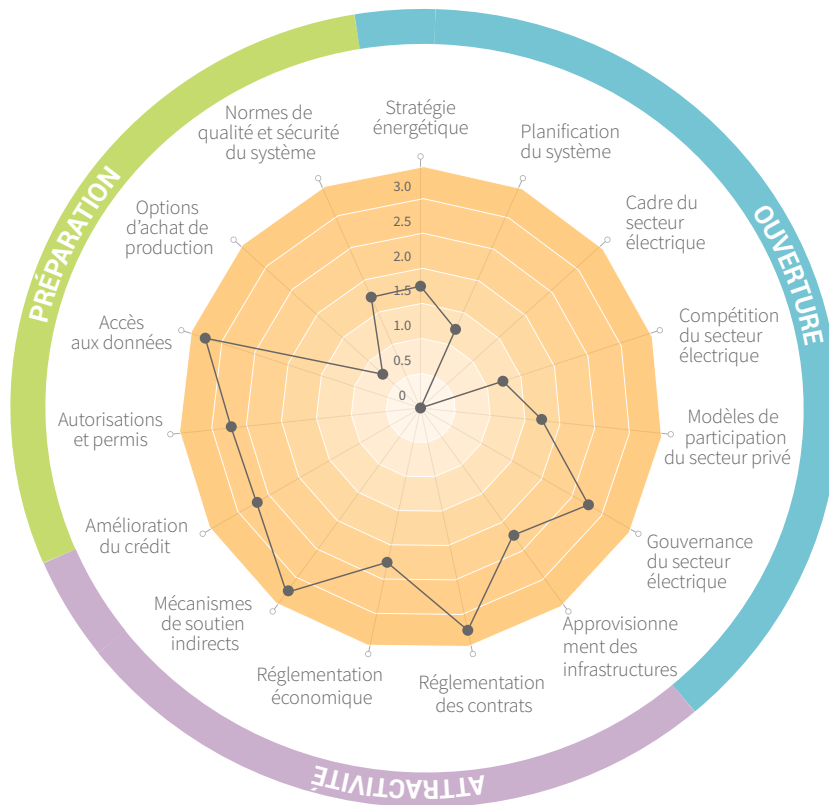 Stratégie
énergétique
Planification
du système
Cadre du
secteur
électrique
Compétition
du secteur
électrique
Modèles de
participation
du secteur privé
Gouvernance
du secteur
électrique
Approvisionne
ment des
infrastructures
Réglementation
des contrats
Réglementation
économique
Mécanismes
de soutien
indirects
Amélioration
du crédit
Autorisations
et permis
Accès
aux données
Options
d'achat de
production
Normes de
qualité et sécurité
du système
3.0
2.5
2.0
1.5
1.0
0.5
0
PRÉPARATION
OUVERTURE
ATTRACTIVITÉ